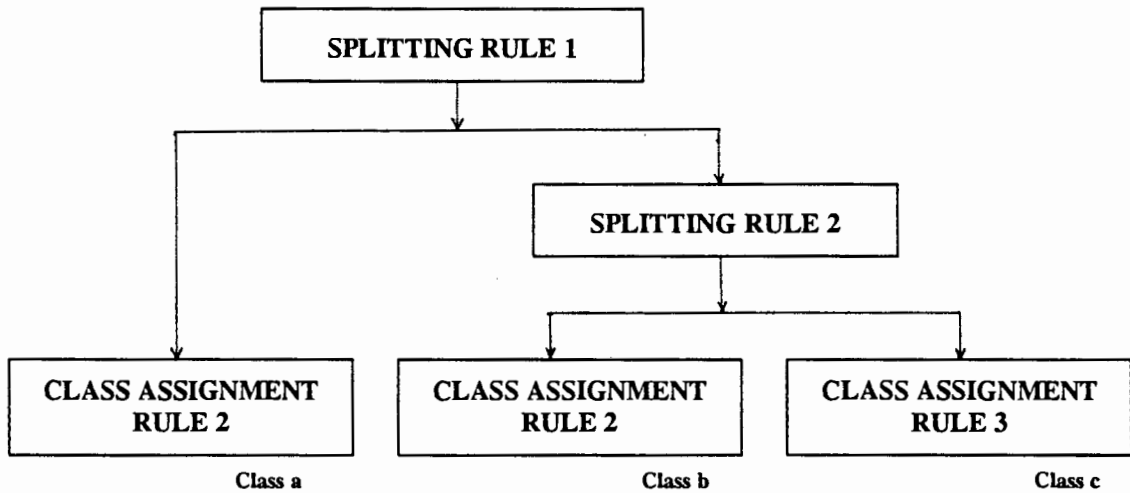 SPLITTING RULE 1
SPLITTING RULE 2
CLASS ASSIGNMENT
RULE 2
CLASS ASSIGNMENT
RULE 2
CLASS ASSIGNMENT
RULE 3
Class a
Class b
Class c